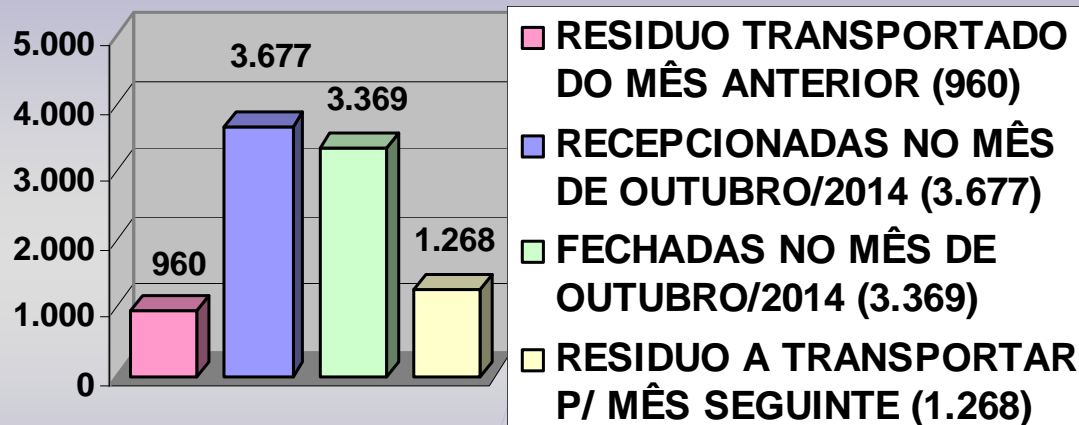 5.000
4.000
3.000
2.000
1.000
0
960
3.677
3.369
1.268
RESIDUO TRANSPORTADO
DO MÊS ANTERIOR (960)
RECEPCIONADAS NO MÊS
DE OUTUBRO/2014 (3.677)
FECHADAS NO MÊS DE
OUTUBRO/2014 (3.369)
RESIDUO A TRANSPORTAR
P/ MÊS SEGUINTE (1.268)